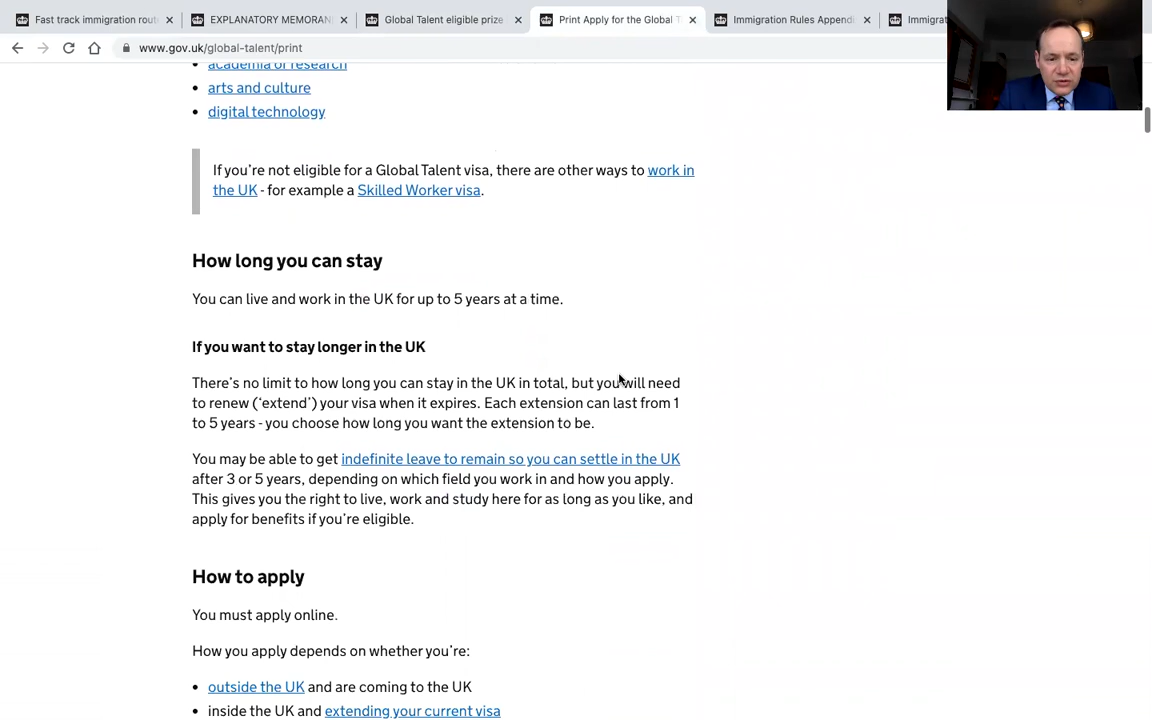 Fast track immigration rout
EXPLANATORY MEMORAN
Global Talent eligible prize
Print Apply for the Global T
Immigration Rules Appendi
Immigrat
www.gov.uk/global-talent/print
academia or research
arts and culture
digital technology
If you're not eligible for a Global Talent visa, there are other ways to work in
the UK - for example a Skilled Worker visa.
How long you can stay
You can live and work in the UK for up to 5 years at a time.
If you want to stay longer in the UK
There's no limit to how long you can stay in the UK in total, but you will need
to renew ('extend') your visa when it expires. Each extension can last from 1
to 5 years - you choose how long you want the extension to be.
You may be able to get indefinite leave to remain so you can settle in the UK
after 3 or 5 years, depending on which field you work in and how you apply.
This gives you the right to live, work and study here for as long as you like, and
apply for benefits if you're eligible.
How to apply
You must apply online.
How you apply depends on whether you're:
outside the UK and are coming to the UK
inside the UK and extending your current visa